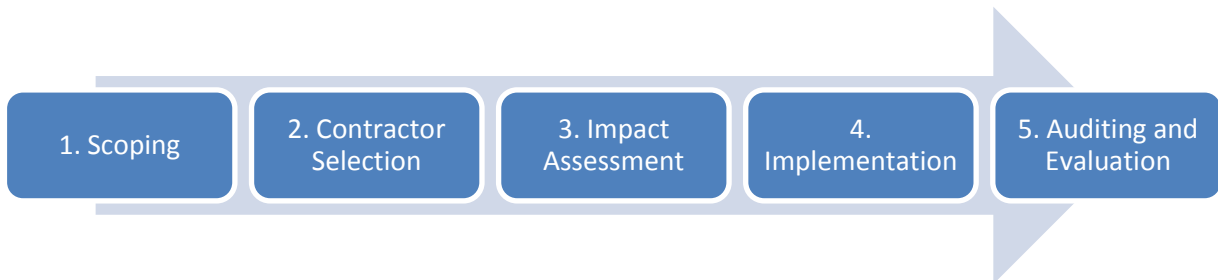 1. Scoping
2. Contractor
Selection
3. Impact
Assessment
4.
Implementation
5. Auditing and
Evaluation